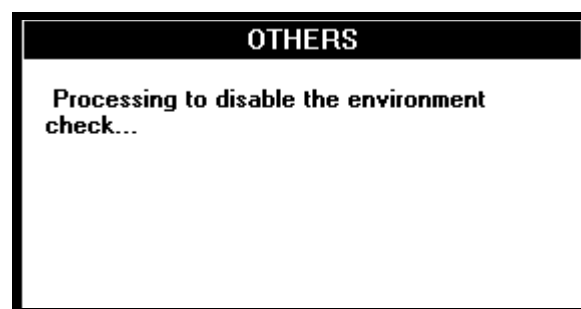 OTHERS
Processing to disable the environment
check...